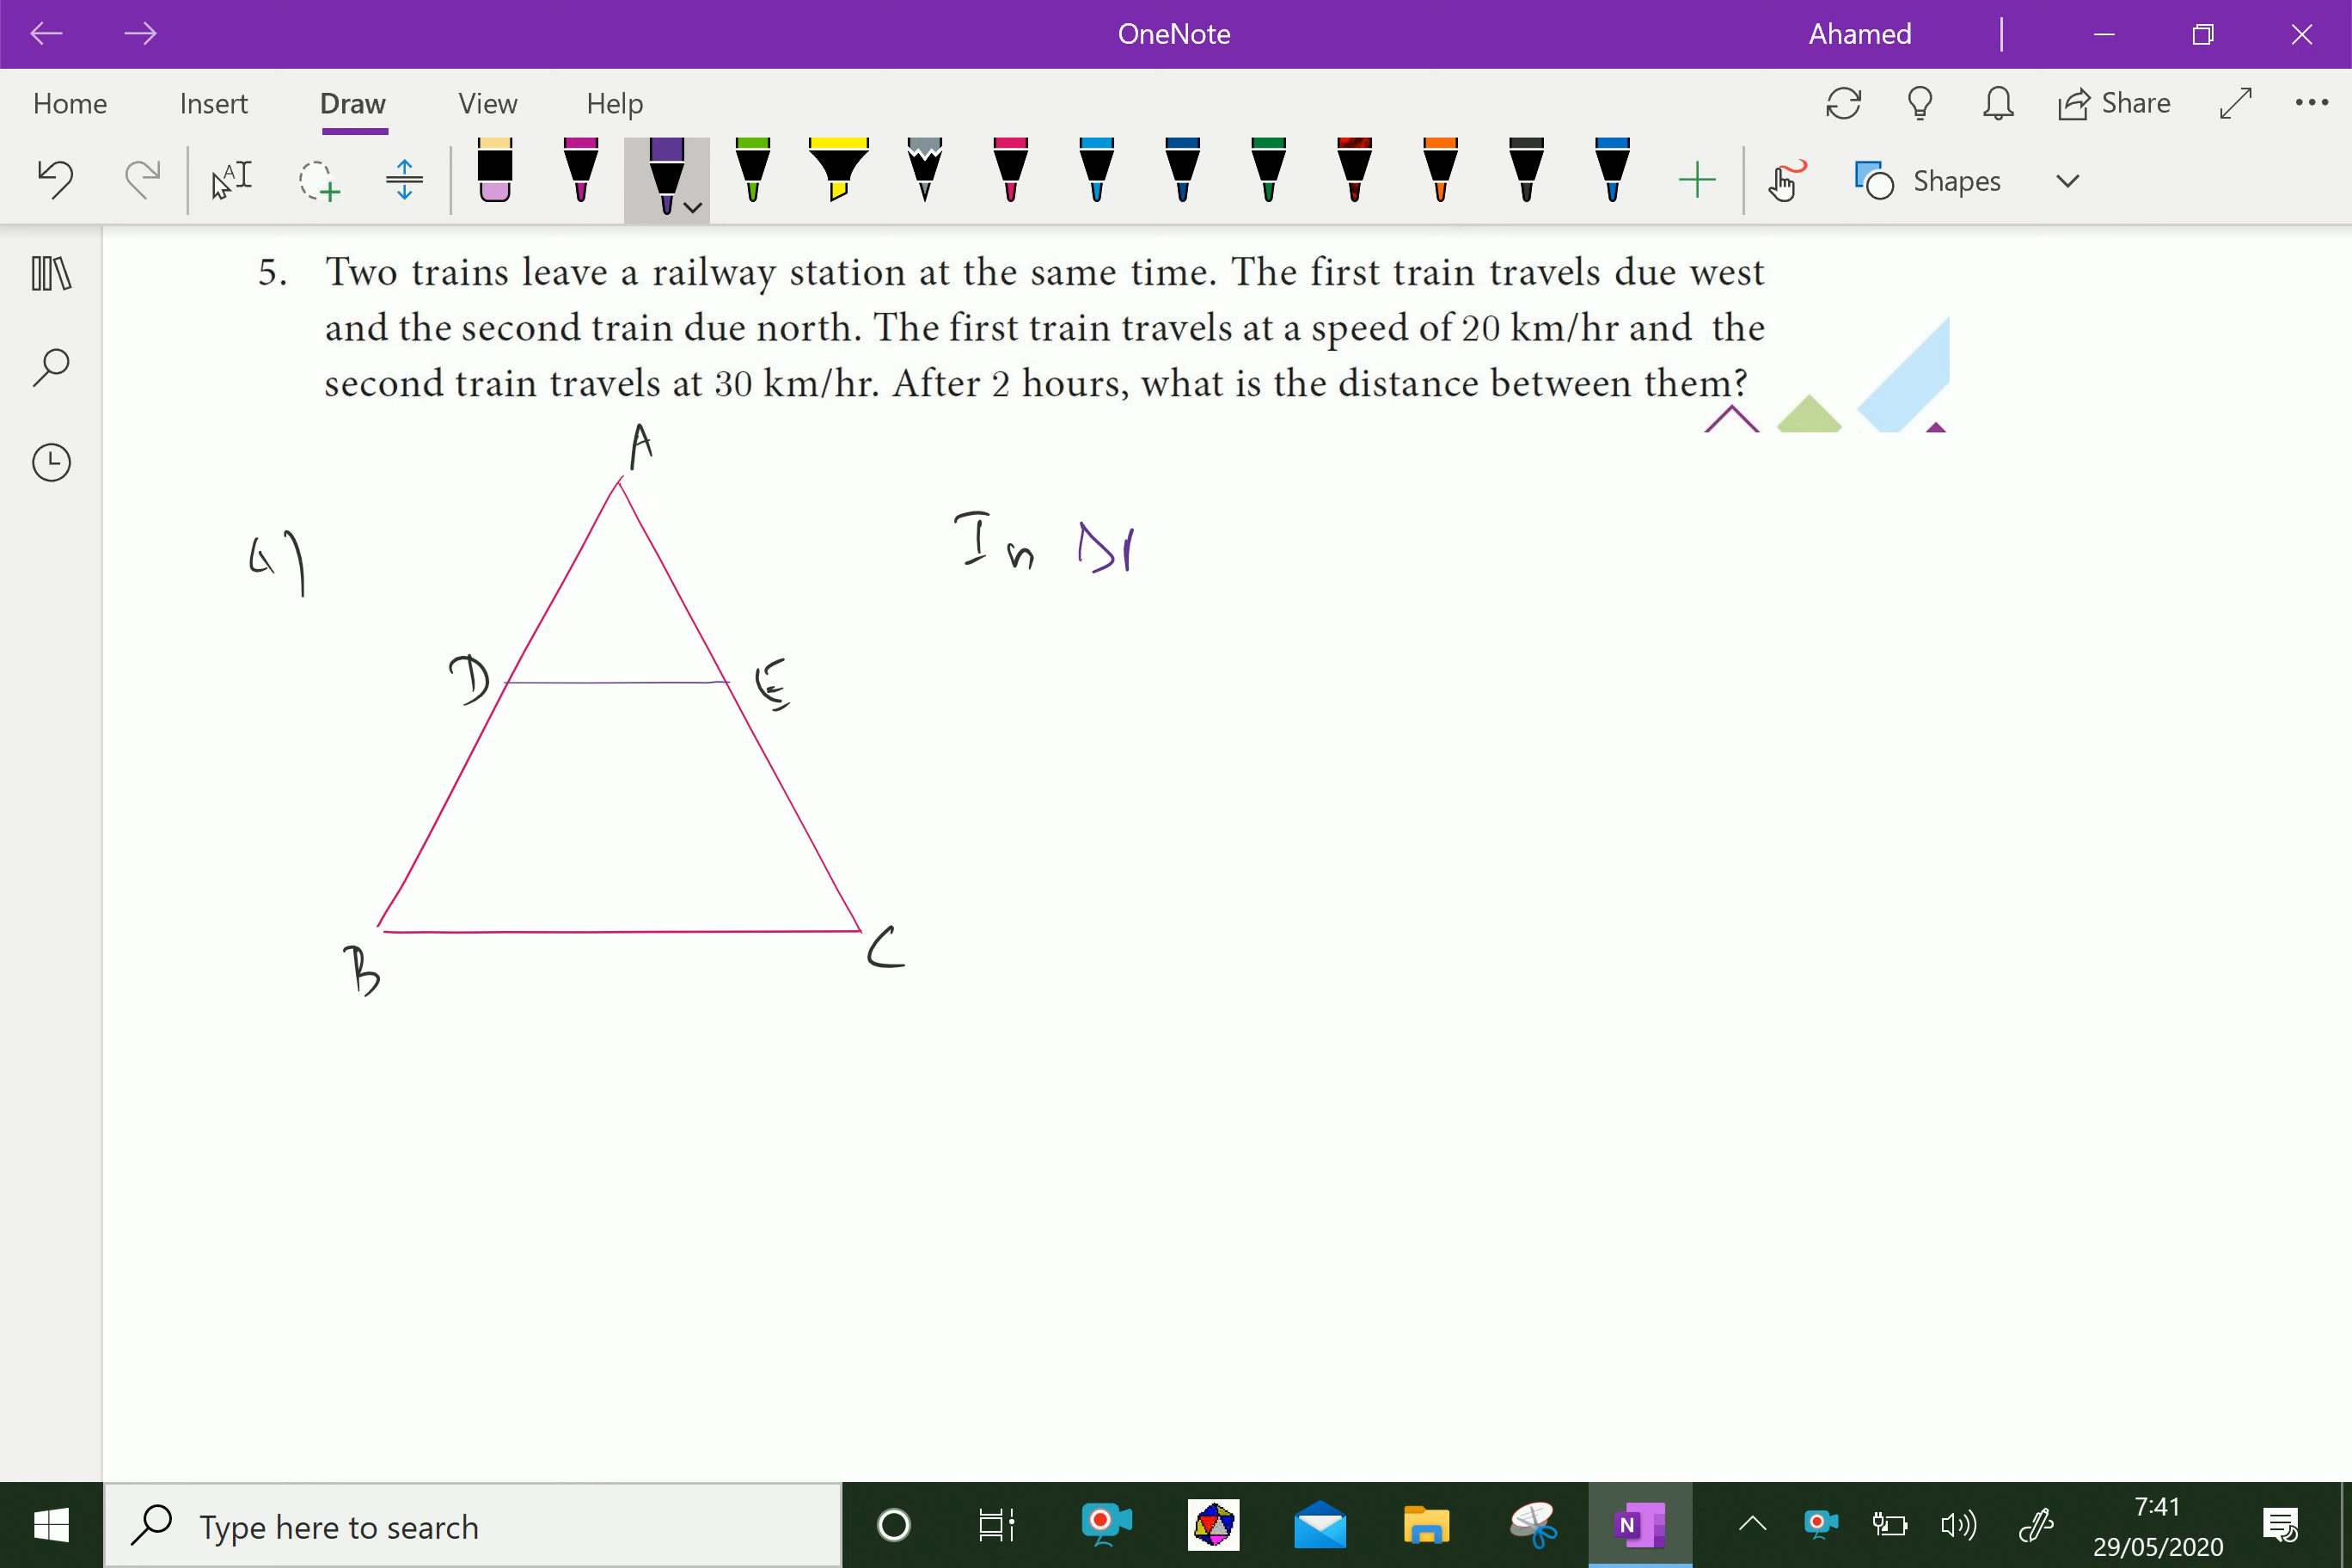 OneNote
Ahamed
Home Insert Draw View Help
Share
Shapes
5. Two trains leave a railway station at the same time. The first train travels due west
and the second train due north. The first train travels at a speed of 20 km/hr and the
second train travels at 30 km/hr. After 2 hours, what is the distance between them?
A
a)
In Δ
D E
B C
Type here to search
N
7:41
29/05/2020